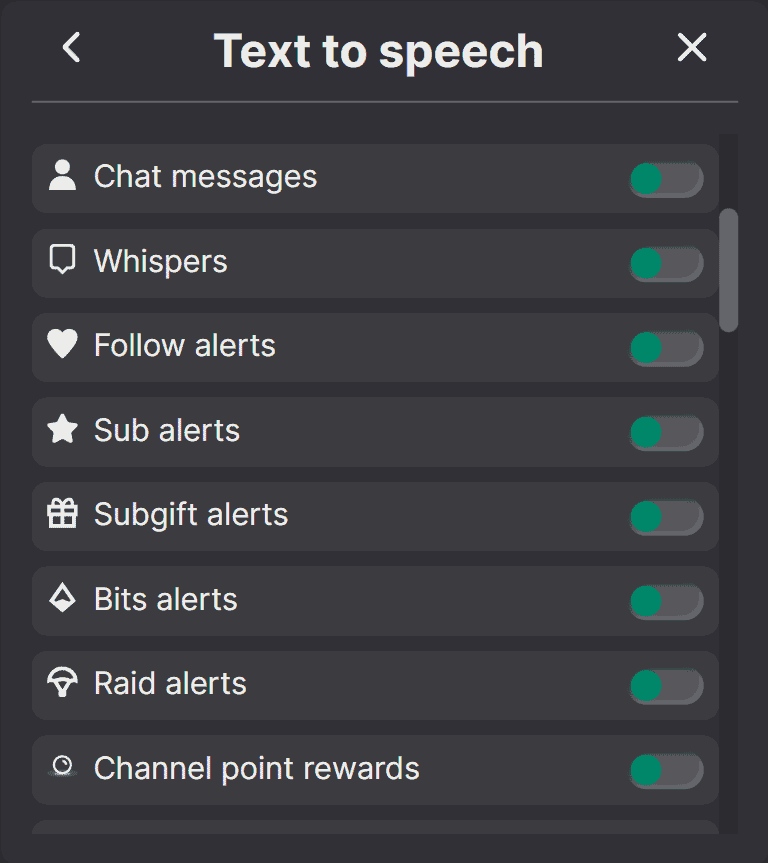 Text to speech
Chat messages
Whispers
Follow alerts
Sub alerts
Subgift alerts
Bits alerts
Raid alerts
Channel point rewards